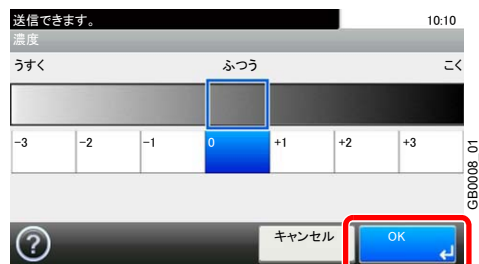 送信できます。 10:10
濃度
うすく ふつう こく
-3 -2 -1 0 +1 +2 +3
GB0008_01
? キャンセル OK